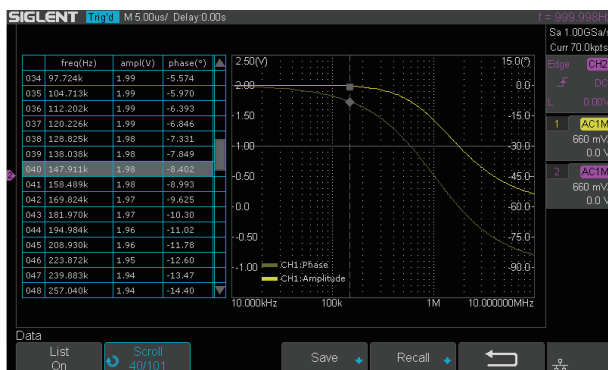 SIGLENT Trig'd M 5.00us/ Delay:0.00s f = 999.998Hz
Sa 1.00GSa/s
Curr 70.0kpts
Edge CH2
DC
L 0.00V
1 AC1M
660 mV/
0.0 V
2 AC1M
660 mV/
0.0 V
freq(Hz) ampl(V) phase(°)
034 97.724k 1.99 -5.574
035 104.713k 1.99 -5.970
036 112.202k 1.99 -6.393
037 120.226k 1.99 -6.846
038 128.825k 1.98 -7.331
039 138.038k 1.98 -7.849
040 147.911k 1.98 -8.402
041 158.489k 1.98 -8.993
042 169.824k 1.97 -9.625
043 181.970k 1.97 -10.30
044 194.984k 1.96 -11.02
045 208.930k 1.96 -11.78
046 223.872k 1.95 -12.60
047 239.883k 1.94 -13.47
048 257.040k 1.94 -14.40
2.50(V) 15.0(°)
2.00 0.0
1.50 -15.0
1.00 -30.0
0.50 -45.0
0.0 -60.0
-0.50 -75.0
-1.00 -90.0
CH1:Phase
CH1:Amplitude
10.000kHz 100k 1M 10.000000MHz
Data
List On
Scroll 40/101
Save
Recall